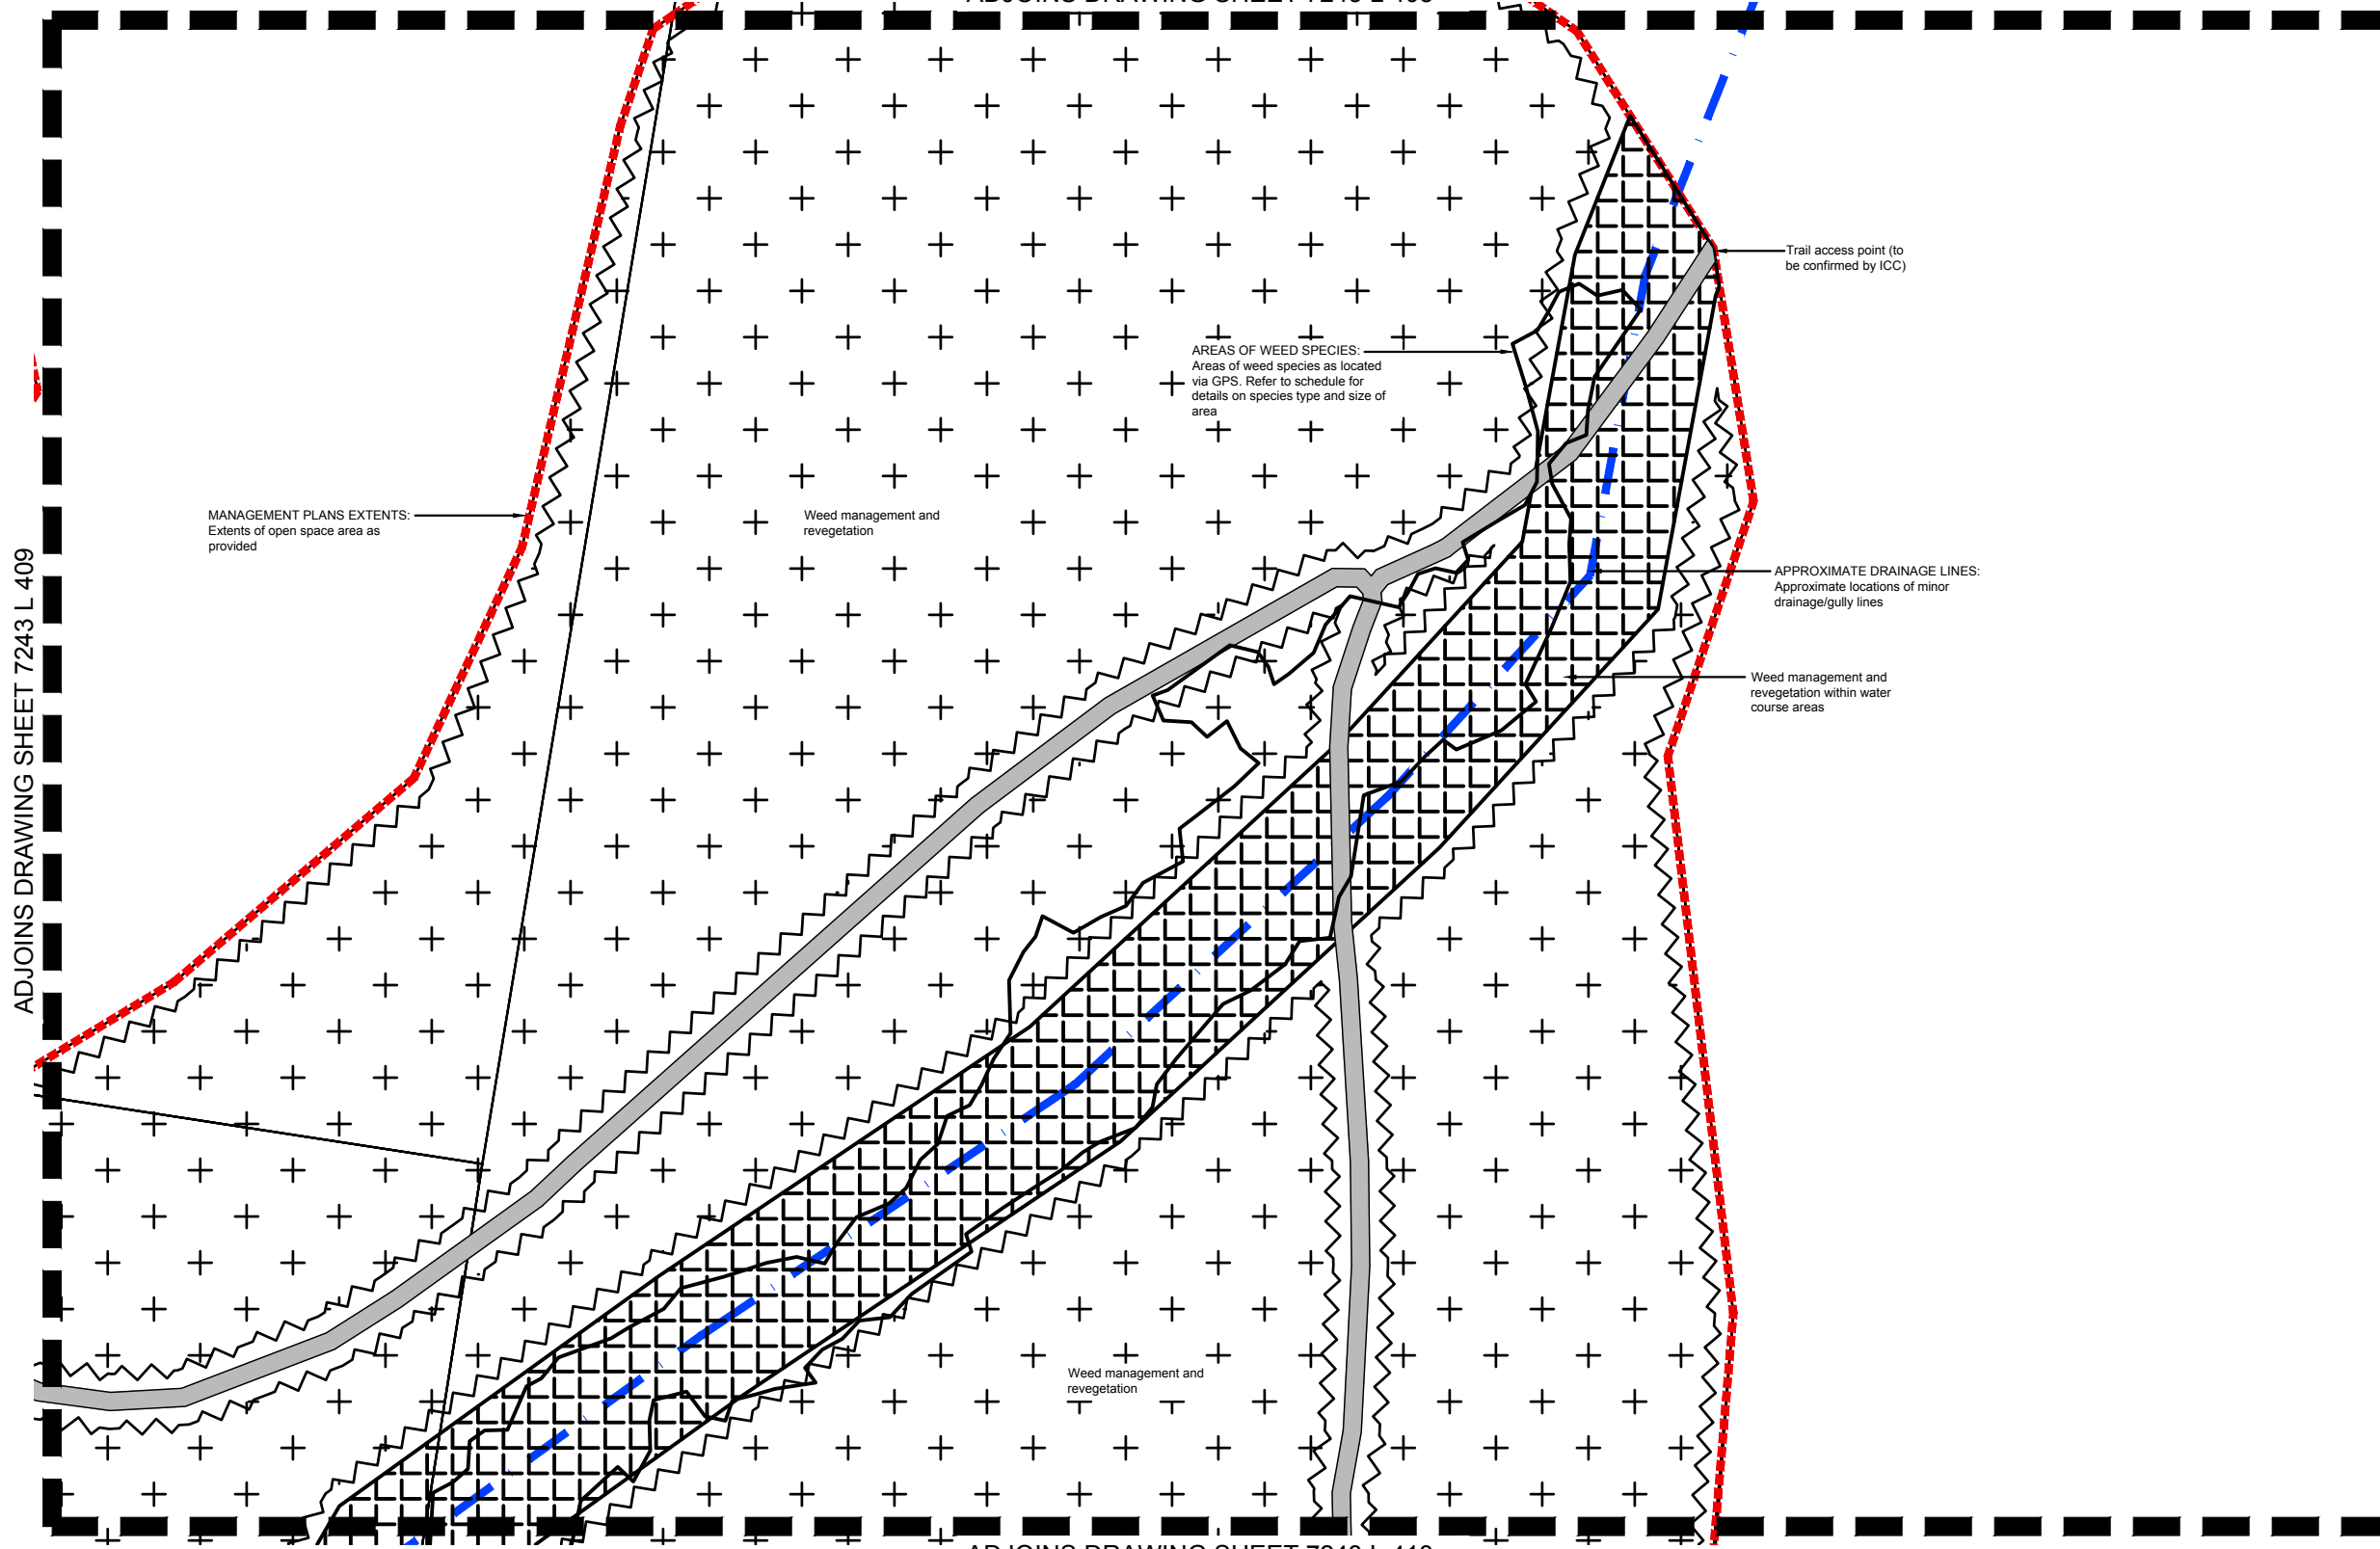 ADJOINS DRAWING SHEET 7243 L 409
Trail access point (to
be confirmed by ICC)
AREAS OF WEED SPECIES:
Areas of weed species as located
via GPS. Refer to schedule for
details on species type and size of
area
MANAGEMENT PLANS EXTENTS:
Extents of open space area as
provided
Weed management and
revegetation
APPROXIMATE DRAINAGE LINES:
Approximate locations of minor
drainage/gully lines
Weed management and
revegetation within water
course areas
Weed management and
revegetation
ADJOINS DRAWING SHEET